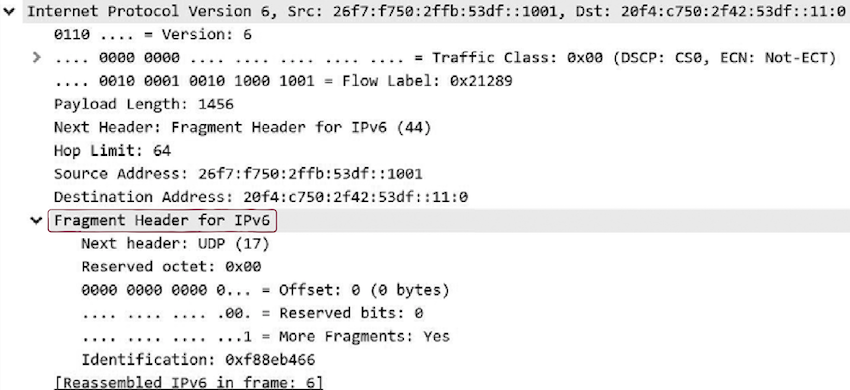 Internet Protocol Version 6, Src: 26f7:f750:2ffb:53df::1001, Dst: 20f4:c750:2f42:53df::11:0
0110 .... = Version: 6
.... 0000 0000 .... .... .... .... .... = Traffic Class: 0x00 (DSCP: CS0, ECN: Not-ECT)
.... 0010 0001 0010 1000 1001 = Flow Label: 0x21289
Payload Length: 1456
Next Header: Fragment Header for IPv6 (44)
Hop Limit: 64
Source Address: 26f7:f750:2ffb:53df::1001
Destination Address: 20f4:c750:2f42:53df::11:0
Fragment Header for IPv6
Next header: UDP (17)
Reserved octet: 0x00
0000 0000 0000 0... = Offset: 0 (0 bytes)
.... .... .... .00. = Reserved bits: 0
.... .... .... ...1 = More Fragments: Yes
Identification: 0xf88eb466
[Reassembled IPv6 in frame: 6]